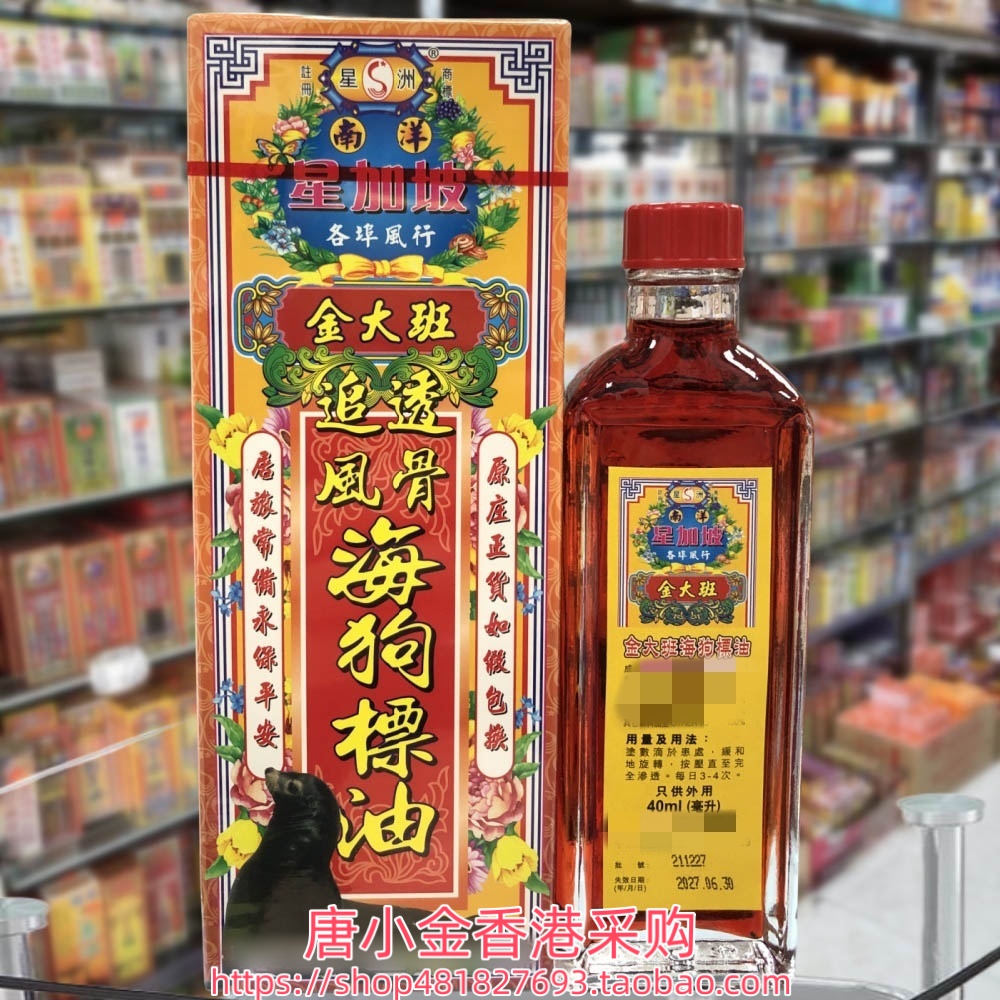 註冊
星 S 洲
®
商標
南洋
星加坡
各埠風行
金大班
透骨
追風
海狗標油
原庄正貨如假包換
居旅常備永保平安
星 S 洲
南洋
星加坡
各埠風行
金大班
金大班海狗標油
用量及用法：
塗數滴於患處，緩和
地旋轉，按壓直至完
全滲透。每日3-4次。
只供外用
40ml (毫升)
批號： 211227
失效日期： 2027.06.30
(年/月/日)
唐小金香港采购
https://shop481827693.taobao.com/